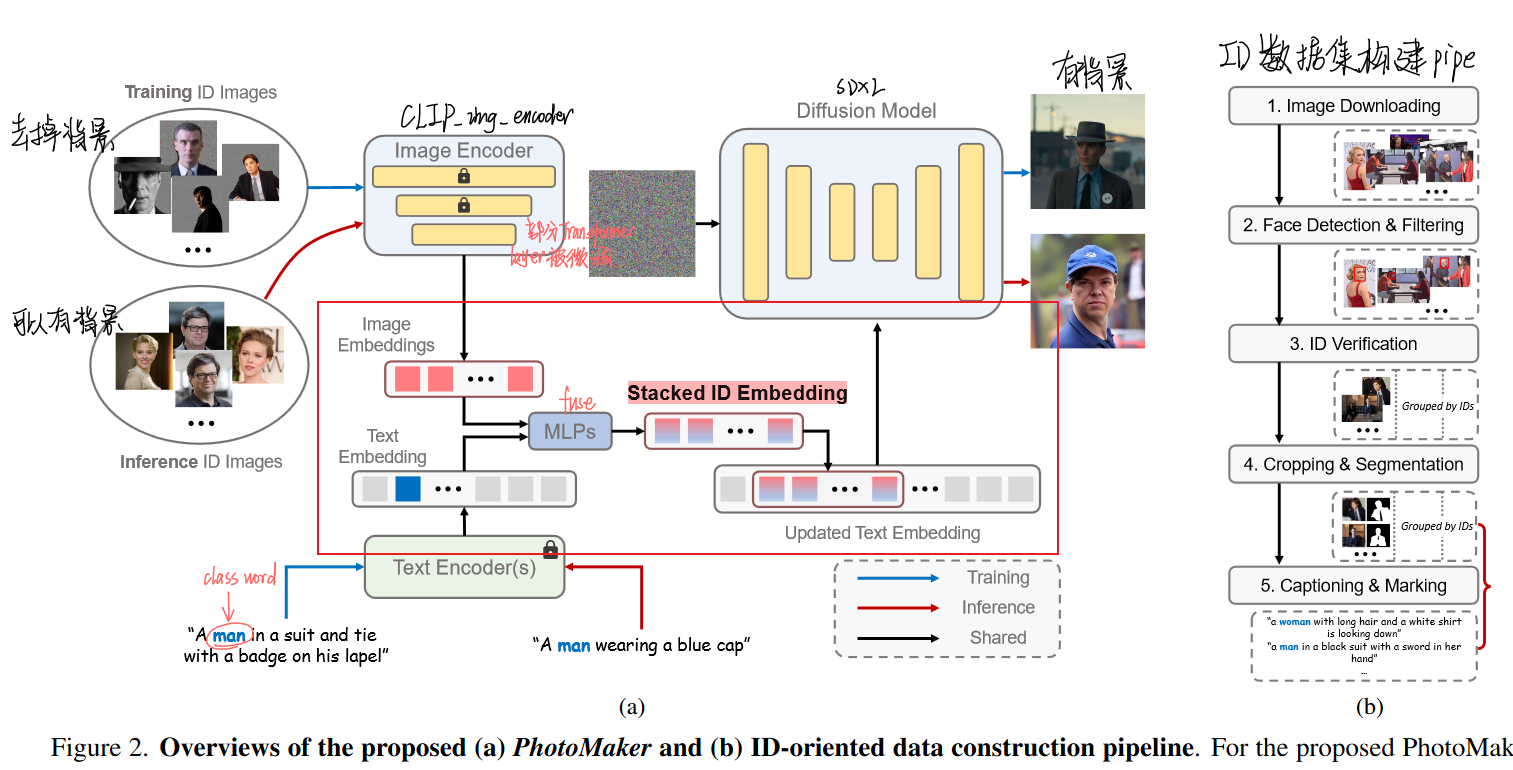 ID 数据集构建pipe
有背景
SDXL
Training ID Images
CLIP_img_encoder
Diffusion Model
1. Image Downloading
去掉背景
Image Encoder
2. Face Detection & Filtering
部分Transformer
layer被微调
可以有背景
Image
Embeddings
3. ID Verification
fuse
Stacked ID Embedding
Grouped by IDs
MLPs
Text
Embedding
Inference ID Images
4. Cropping & Segmentation
Updated Text Embedding
Grouped by IDs
Text Encoder(s)
class word
Training
5. Captioning & Marking
Inference
“A man in a suit and tie
with a badge on his lapel”
“A man wearing a blue cap”
Shared
“a woman with long hair and a white shirt
is looking down”
“a man in a black suit with a sword in her
hand”
...
(a)
(b)
Figure 2. Overviews of the proposed (a) PhotoMaker and (b) ID-oriented data construction pipeline. For the proposed PhotoMak